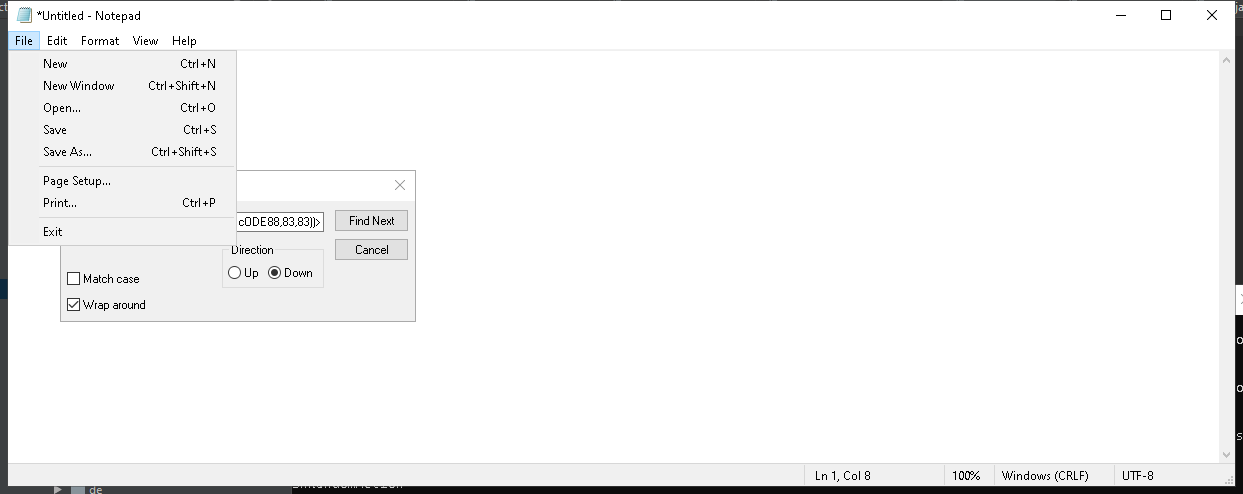 *Untitled - Notepad
File Edit Format View Help
New Ctrl+N
New Window Ctrl+Shift+N
Open... Ctrl+O
Save Ctrl+S
Save As... Ctrl+Shift+S
Page Setup...
Print... Ctrl+P
Exit
cODE88,83,83))> Find Next
Direction Cancel
Up Down
Match case
Wrap around
Ln 1, Col 8 100% Windows (CRLF) UTF-8
de